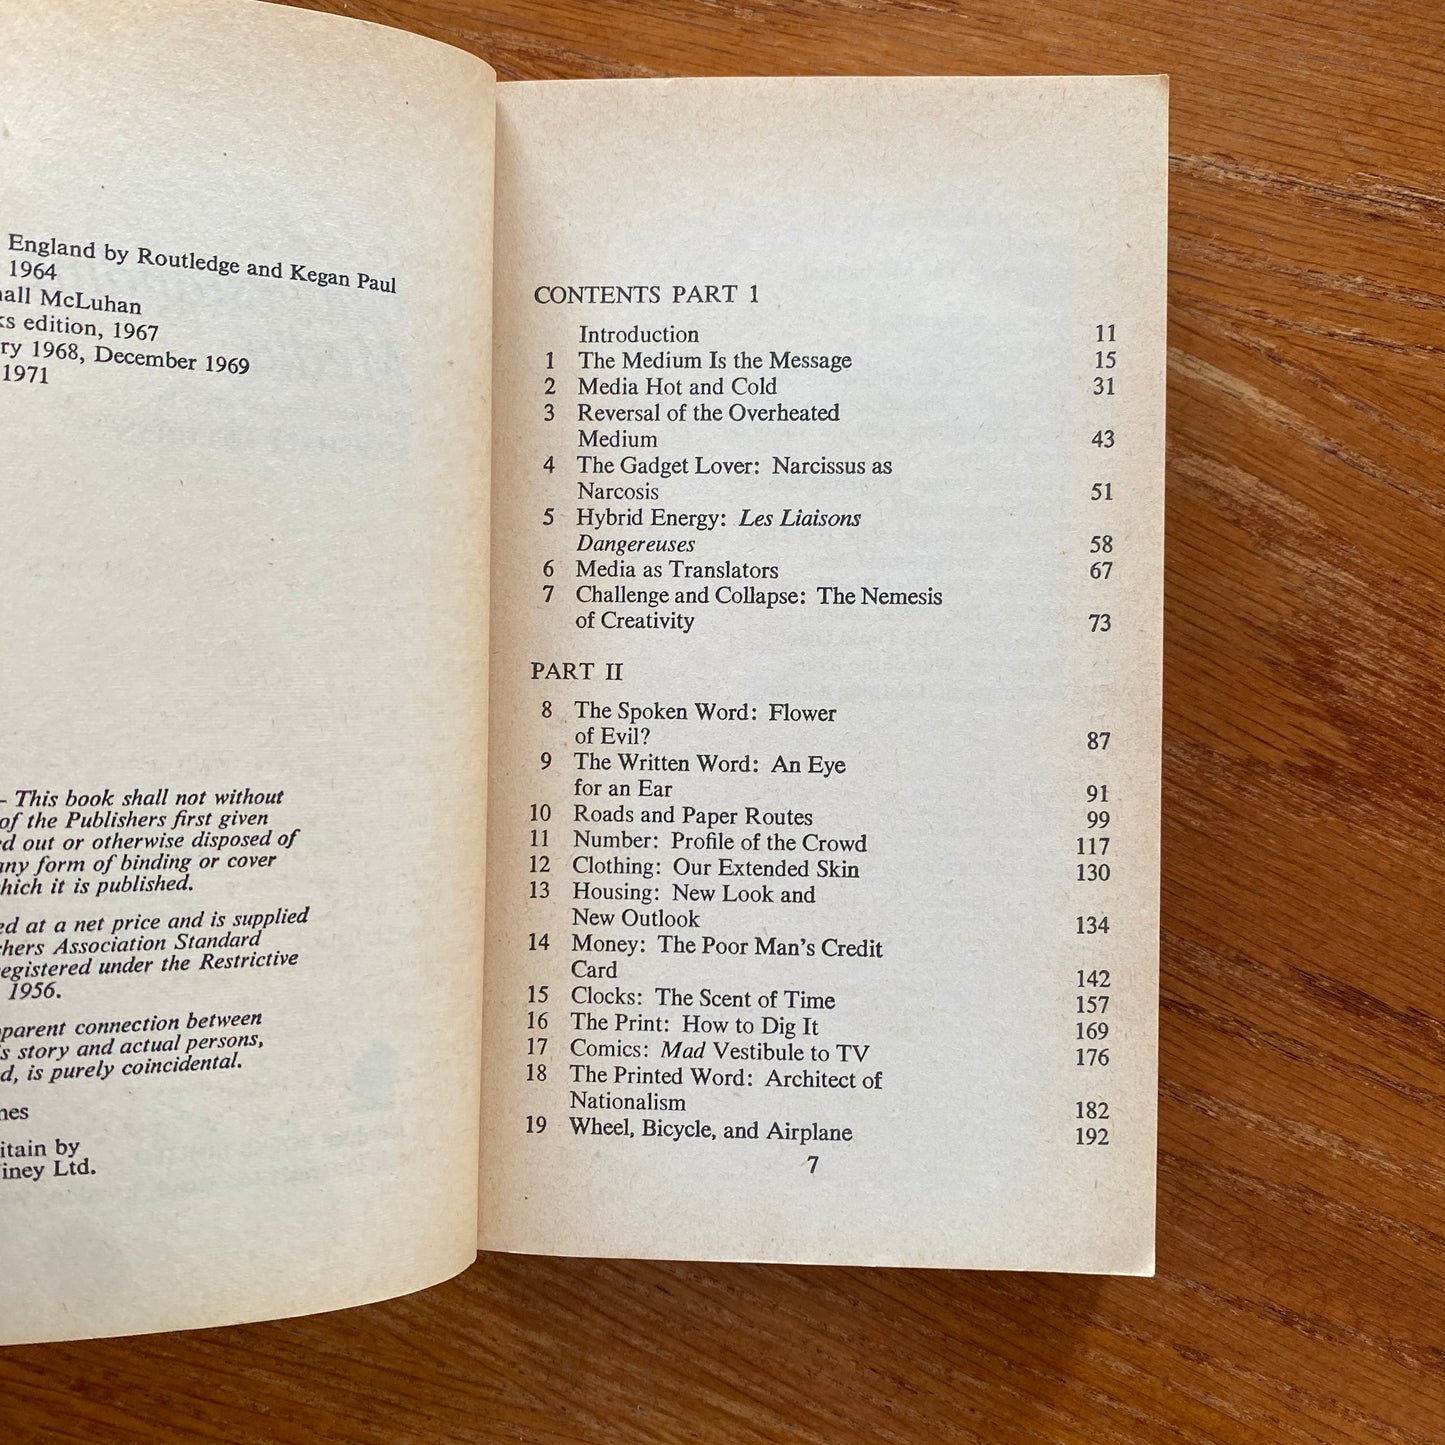 England by Routledge and Kegan Paul
1964
McLuhan
edition, 1967
1968, December 1969
1971
– This book shall not without
of the Publishers first given
out or otherwise disposed of
any form of binding or cover
which it is published.
at a net price and is supplied
Association Standard
registered under the Restrictive
1956.
apparent connection between
story and actual persons,
is purely coincidental.
by
Viney Ltd.
CONTENTS PART 1
Introduction 11
1 The Medium Is the Message 15
2 Media Hot and Cold 31
3 Reversal of the Overheated
Medium 43
4 The Gadget Lover: Narcissus as
Narcosis 51
5 Hybrid Energy: Les Liaisons
Dangereuses 58
6 Media as Translators 67
7 Challenge and Collapse: The Nemesis
of Creativity 73
PART II
8 The Spoken Word: Flower
of Evil? 87
9 The Written Word: An Eye
for an Ear 91
10 Roads and Paper Routes 99
11 Number: Profile of the Crowd 117
12 Clothing: Our Extended Skin 130
13 Housing: New Look and
New Outlook 134
14 Money: The Poor Man's Credit
Card 142
15 Clocks: The Scent of Time 157
16 The Print: How to Dig It 169
17 Comics: Mad Vestibule to TV 176
18 The Printed Word: Architect of
Nationalism 182
19 Wheel, Bicycle, and Airplane 192
7